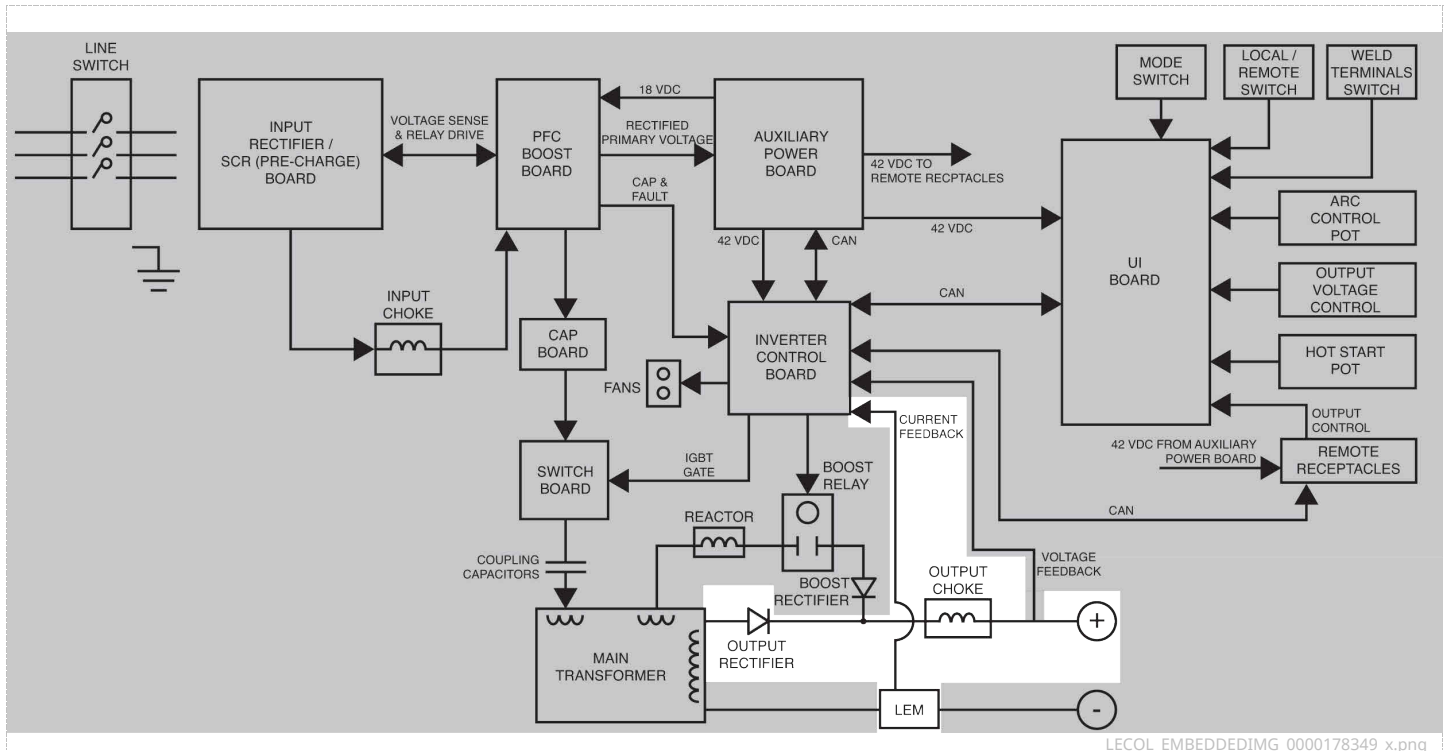 LINE
SWITCH
INPUT
RECTIFIER /
SCR (PRE-CHARGE)
BOARD
VOLTAGE SENSE
& RELAY DRIVE
PFC
BOOST
BOARD
18 VDC
RECTIFIED
PRIMARY VOLTAGE
CAP &
FAULT
AUXILIARY
POWER
BOARD
42 VDC TO
REMOTE RECPTACLES
42 VDC
42 VDC
CAN
MODE
SWITCH
LOCAL /
REMOTE
SWITCH
WELD
TERMINALS
SWITCH
UI
BOARD
ARC
CONTROL
POT
OUTPUT
VOLTAGE
CONTROL
HOT START
POT
OUTPUT
CONTROL
42 VDC FROM AUXILIARY
POWER BOARD
REMOTE
RECEPTACLES
CAN
CAN
INPUT
CHOKE
CAP
BOARD
INVERTER
CONTROL
BOARD
FANS
CURRENT
FEEDBACK
SWITCH
BOARD
IGBT
GATE
BOOST
RELAY
REACTOR
COUPLING
CAPACITORS
BOOST
RECTIFIER
OUTPUT
CHOKE
VOLTAGE
FEEDBACK
MAIN
TRANSFORMER
OUTPUT
RECTIFIER
+
LEM
-
LECOL_EMBEDDEDIMG_0000178349_x.png